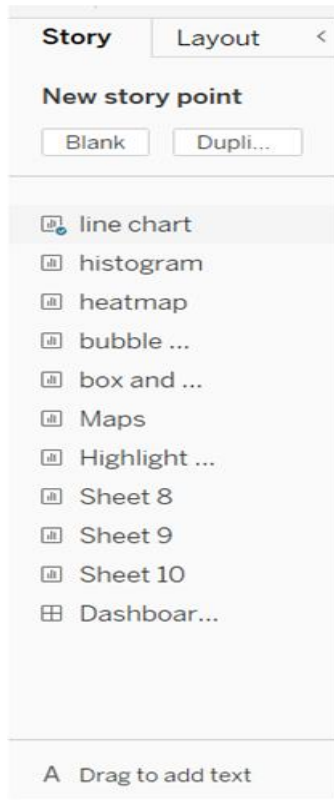 Story Layout <
New story point
Blank Dupli...
line chart
histogram
heatmap
bubble ...
box and ...
Maps
Highlight ...
Sheet 8
Sheet 9
Sheet 10
Dashboar...
A Drag to add text